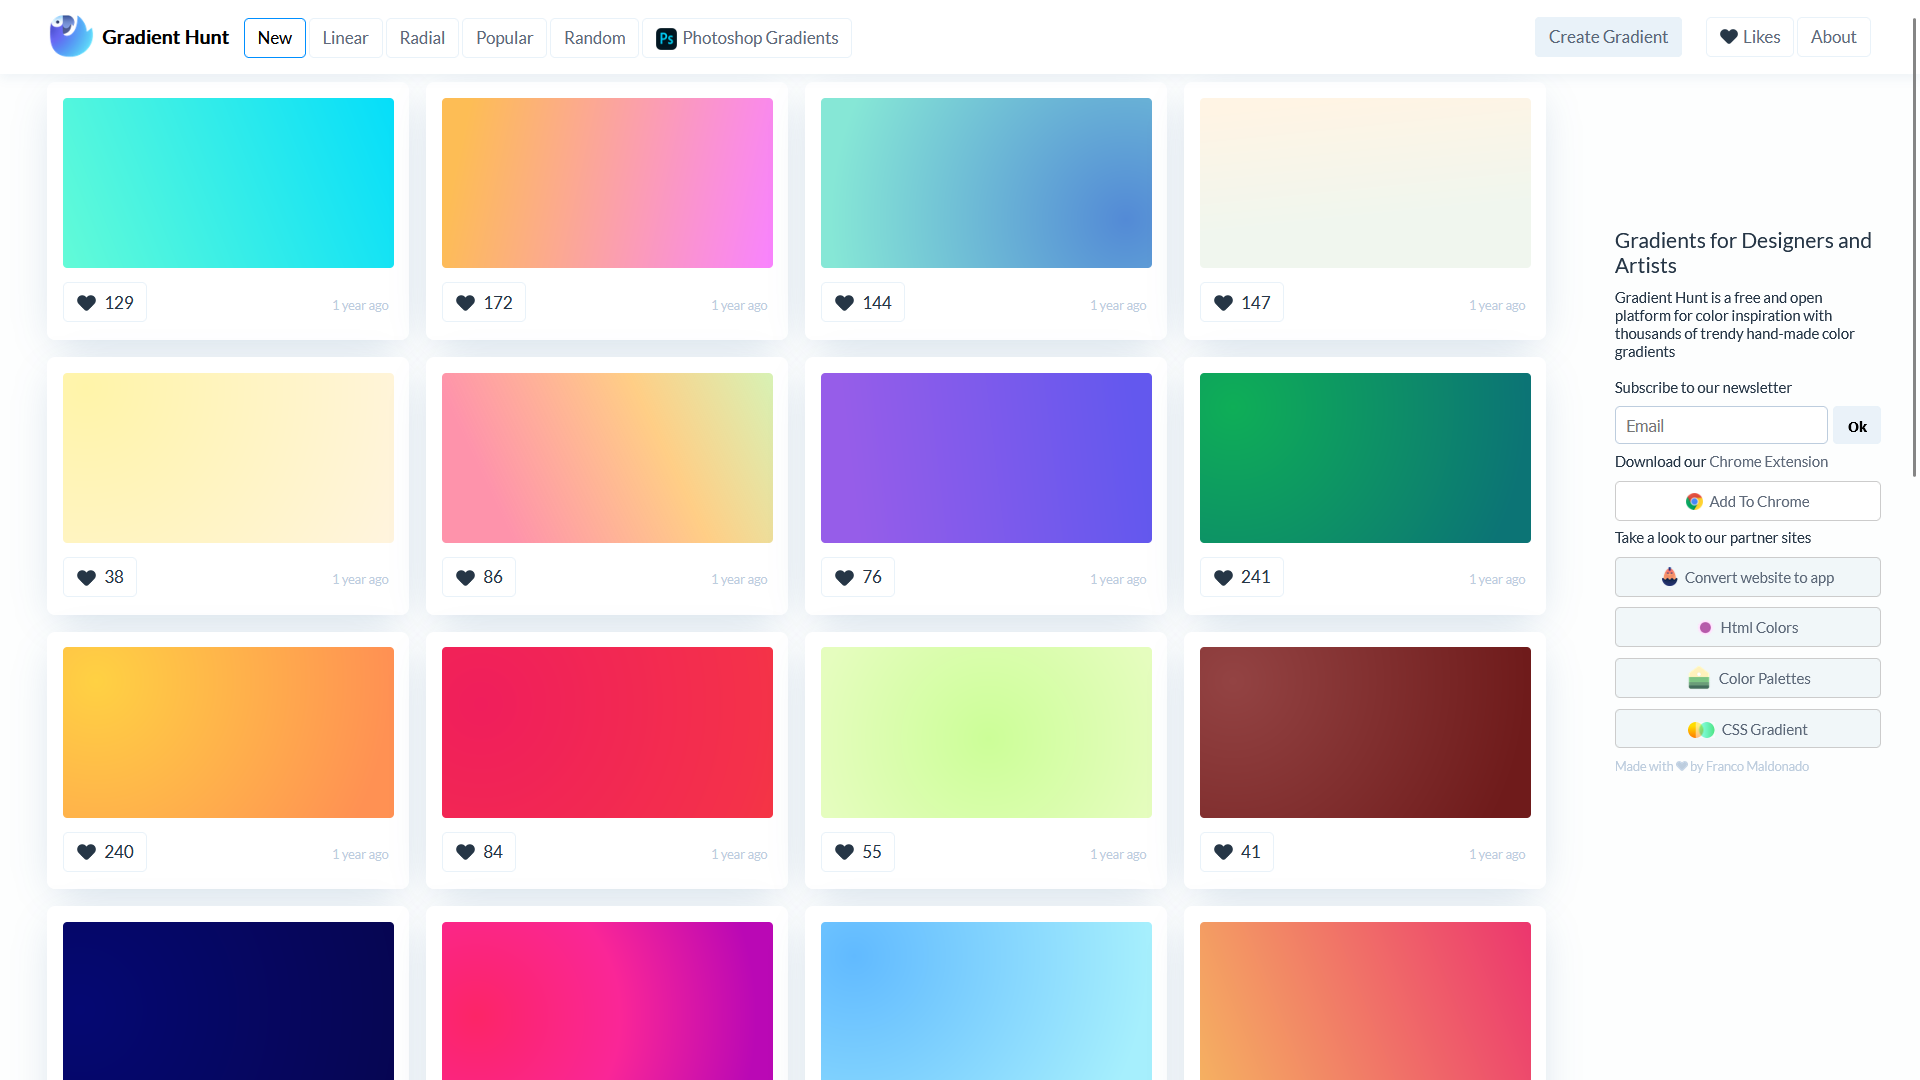 Gradient Hunt
New
Linear
Radial
Popular
Random
Ps Photoshop Gradients
Create Gradient
Likes
About
129
1 year ago
172
1 year ago
144
1 year ago
147
1 year ago
38
1 year ago
86
1 year ago
76
1 year ago
241
1 year ago
240
1 year ago
84
1 year ago
55
1 year ago
41
1 year ago
Gradients for Designers and
Artists
Gradient Hunt is a free and open
platform for color inspiration with
thousands of trendy hand-made color
gradients
Subscribe to our newsletter
Email
Ok
Download our Chrome Extension
Add To Chrome
Take a look to our partner sites
Convert website to app
Html Colors
Color Palettes
CSS Gradient
Made with ❤ by Franco Maldonado